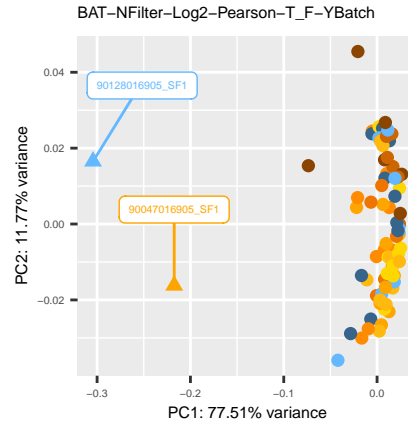 BAT−NFilter−Log2−Pearson−T_F−YBatch
0.04
90128016905_SF1
0.02
90047016905_SF1
0.00
−0.02
PC2: 11.77% variance
−0.3
−0.2
−0.1
0.0
PC1: 77.51% variance